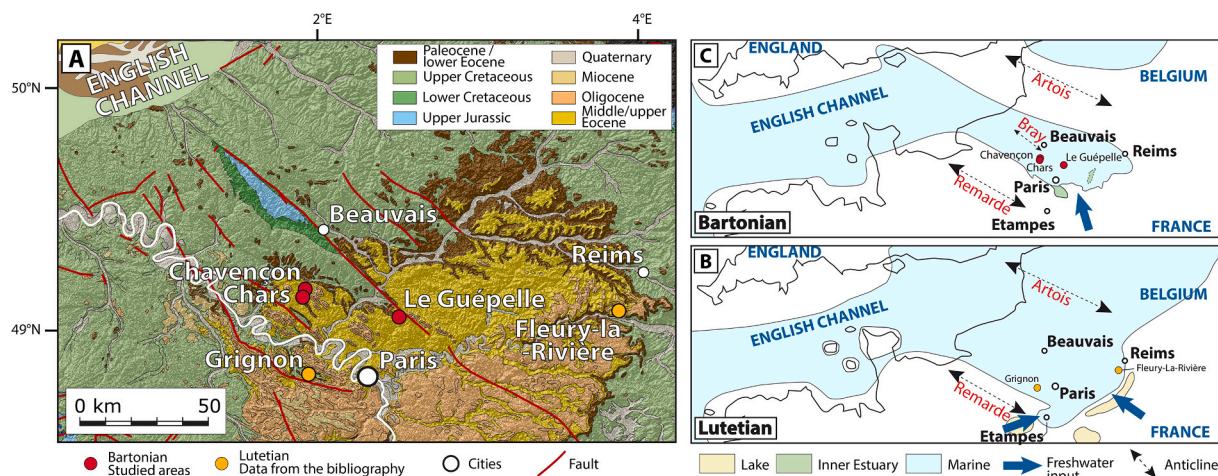 A
2°E
4°E
50°N
49°N
ENGLISH
CHANNEL
Paleocene /
lower Eocene
Upper Cretaceous
Lower Cretaceous
Upper Jurassic
Quaternary
Miocene
Oligocene
Middle/upper
Eocene
Beauvais
Reims
Chavençon
Chars
Le Guépelle
Fleury-la
-Rivière
Grignon
Paris
0 km 50
Bartonian
Studied areas
Lutetian
Data from the bibliography
Cities
Fault
C
ENGLAND
BELGIUM
Artois
ENGLISH CHANNEL
Bray
Beauvais
Chavençon
Chars
Le Guépelle
Reims
Remarde
Paris
Etampes
Bartonian
FRANCE
B
ENGLAND
BELGIUM
Artois
ENGLISH CHANNEL
Beauvais
Reims
Fleury-La-Rivière
Grignon
Paris
Remarde
Etampes
Lutetian
FRANCE
Lake
Inner Estuary
Marine
Freshwater
input
Anticline